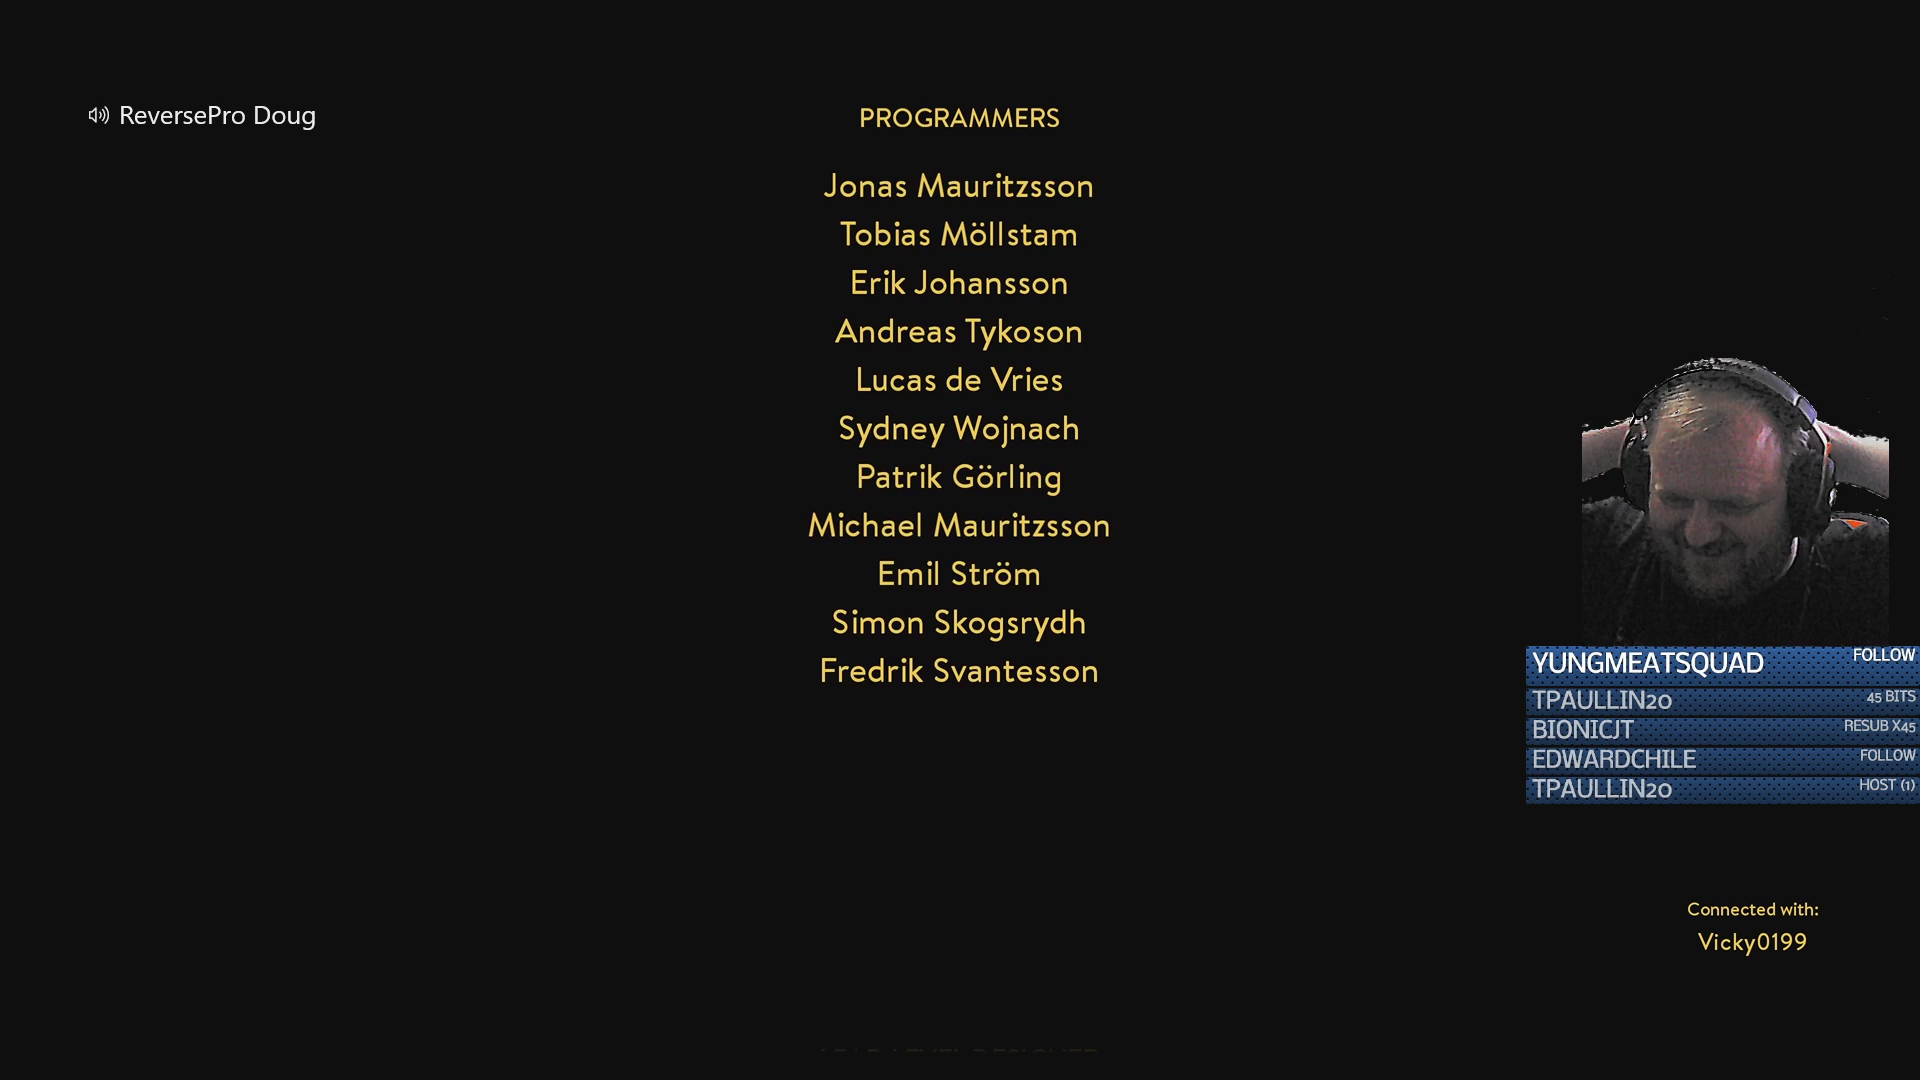 ReversePro Doug
PROGRAMMERS
Jonas Mauritzsson
Tobias Möllstam
Erik Johansson
Andreas Tykoson
Lucas de Vries
Sydney Wojnach
Patrik Görling
Michael Mauritzsson
Emil Ström
Simon Skogsrydh
Fredrik Svantesson
YUNGMEATSQUAD FOLLOW
TPAULLIN20 45 BITS
BIONICJT RESUB X45
EDWARDCHILE FOLLOW
TPAULLIN20 HOST (1)
Connected with:
Vicky0199